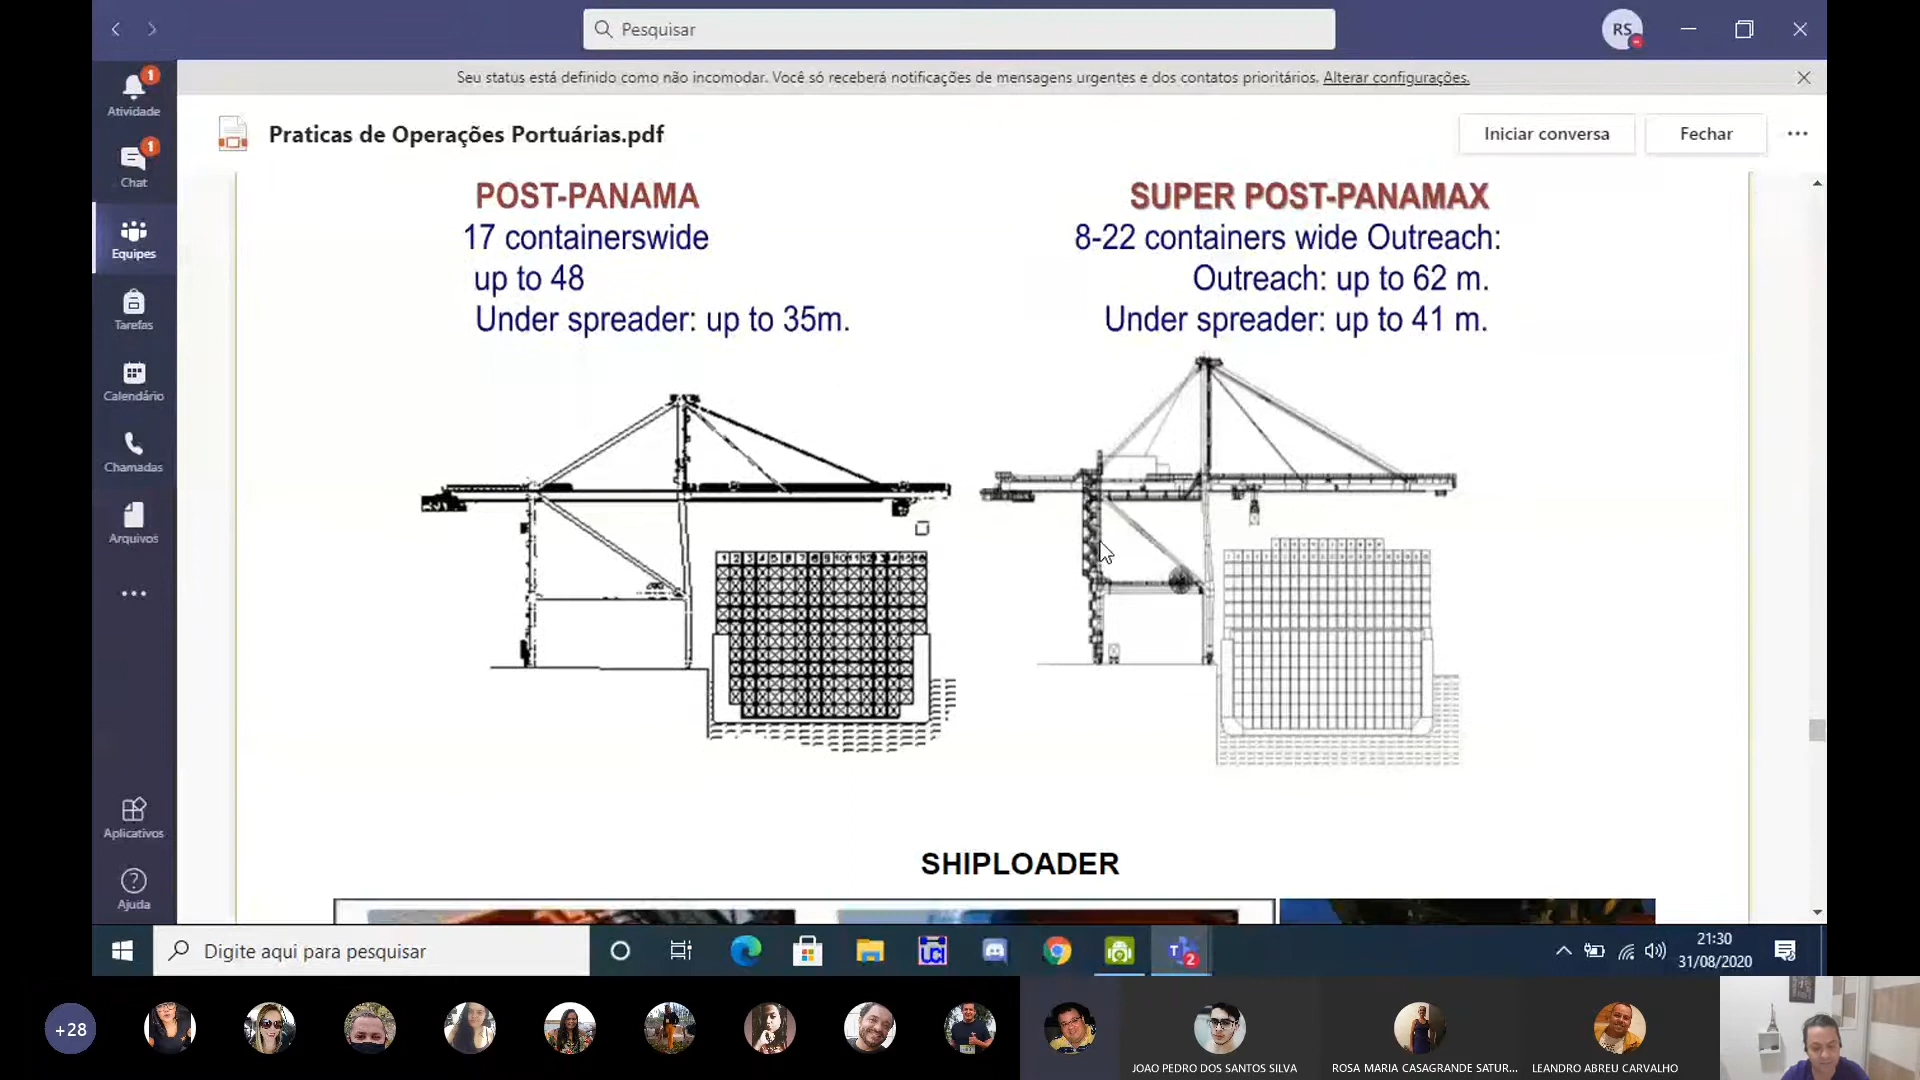 Pesquisar
RS
Seu status está definido como não incomodar. Você só receberá notificações de mensagens urgentes e dos contatos prioritários. Alterar configurações.
1
Atividade
1
Chat
Equipes
Tarefas
Calendário
Chamadas
Arquivos
Aplicativos
Ajuda
Praticas de Operações Portuárias.pdf
Iniciar conversa
Fechar
POST-PANAMA
17 containerswide
up to 48
Under spreader: up to 35m.
SUPER POST-PANAMAX
8-22 containers wide Outreach:
Outreach: up to 62 m.
Under spreader: up to 41 m.
SHIPLOADER
Digite aqui para pesquisar
UCI
T
2
21:30
31/08/2020
+28
JOAO PEDRO DOS SANTOS SILVA
ROSA MARIA CASAGRANDE SATUR...
LEANDRO ABREU CARVALHO